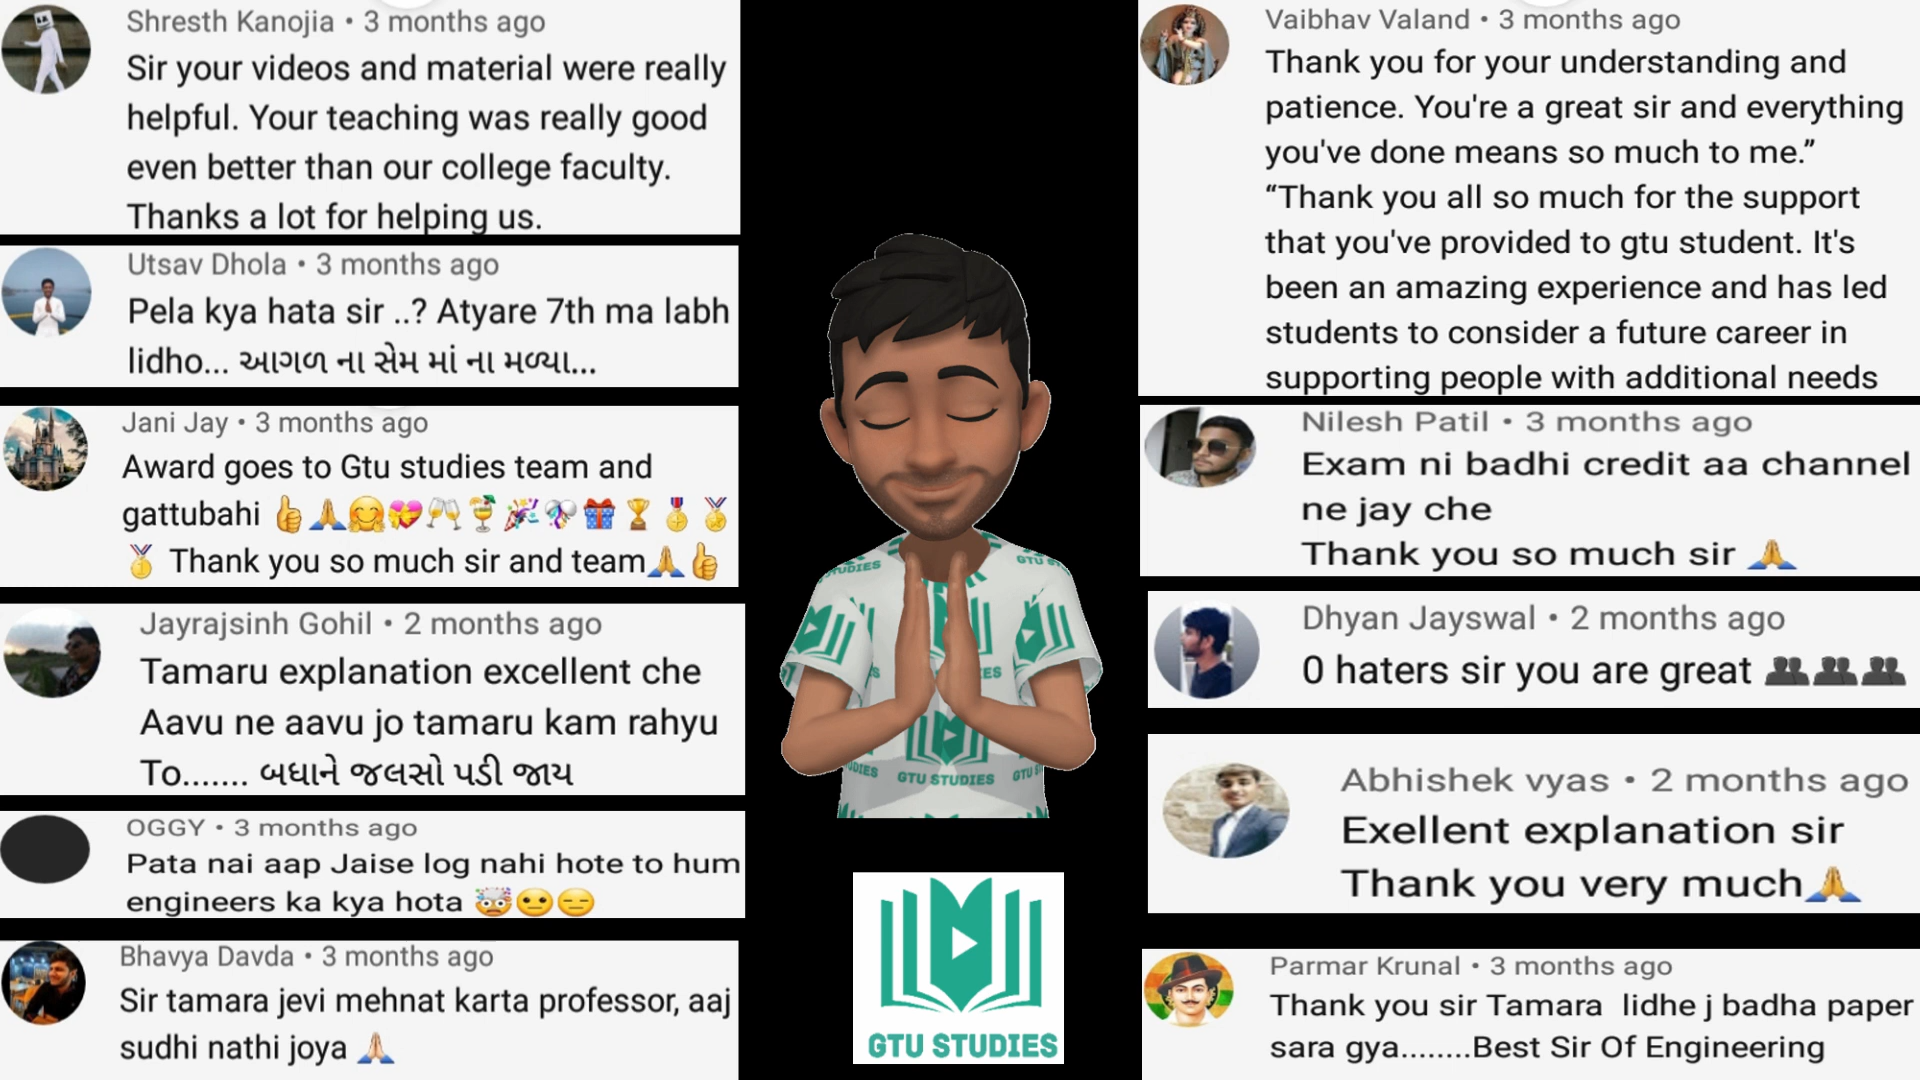 Shresth Kanojia • 3 months ago
Sir your videos and material were really
helpful. Your teaching was really good
even better than our college faculty.
Thanks a lot for helping us.
Utsav Dhola • 3 months ago
Pela kya hata sir ..? Atyare 7th ma labh
lidho... આગળ ના સેમ માં ના મળ્યા...
Jani Jay • 3 months ago
Award goes to Gtu studies team and
gattubahi 👍🙏🤗💝🥂🍹🎉🎊🎁🏆🎖️🏅
🥇 Thank you so much sir and team🙏👍
Jayrajsinh Gohil • 2 months ago
Tamaru explanation excellent che
Aavu ne aavu jo tamaru kam rahyu
To....... બધાને જલસો પડી જાય
OGGY • 3 months ago
Pata nai aap Jaise log nahi hote to hum
engineers ka kya hota 🤯😐😑
Bhavya Davda • 3 months ago
Sir tamara jevi mehnat karta professor, aaj
sudhi nathi joya 🙏🏻
STUDIES
GTU S
IES
DIES
GTU STUDIES
GTU
GTU STUDIES
Vaibhav Valand • 3 months ago
Thank you for your understanding and
patience. You're a great sir and everything
you've done means so much to me.”
“Thank you all so much for the support
that you've provided to gtu student. It's
been an amazing experience and has led
students to consider a future career in
supporting people with additional needs
Nilesh Patil • 3 months ago
Exam ni badhi credit aa channel
ne jay che
Thank you so much sir 🙏
Dhyan Jayswal • 2 months ago
0 haters sir you are great 👥👥👥
Abhishek vyas • 2 months ago
Exellent explanation sir
Thank you very much🙏
Parmar Krunal • 3 months ago
Thank you sir Tamara lidhe j badha paper
sara gya........Best Sir Of Engineering